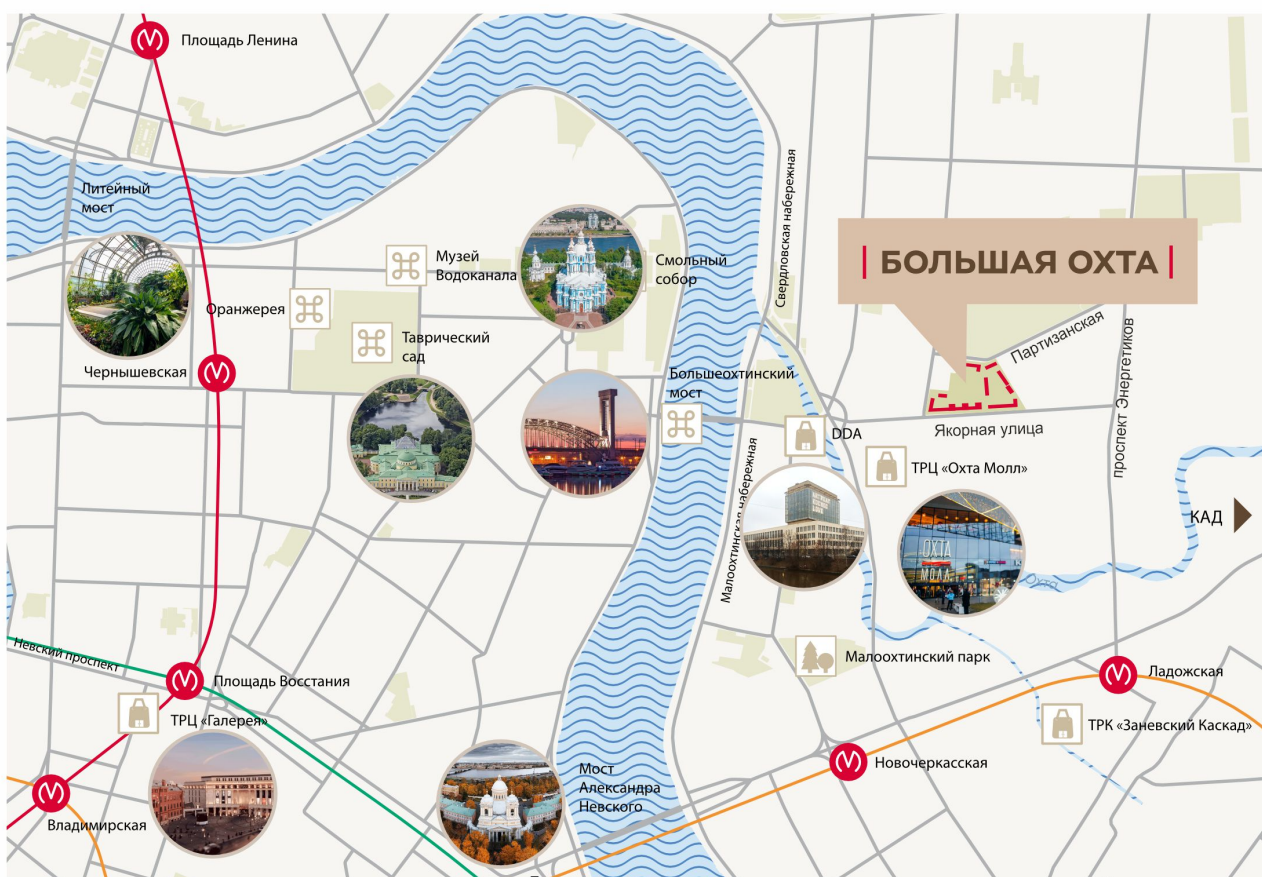 Площадь Ленина
Литейный
мост
Музей
Водоканала
Смольный
собор
Свердловская набережная
БОЛЬШАЯ ОХТА
Оранжерея
Таврический
сад
Партизанская
проспект Энергетиков
Чернышевская
Большеохтинский
мост
Якорная улица
DDA
ТРЦ «Охта Молл»
Малоохтинская набережная
КАД
ОХТА
МОЛЛ
Охта
Невский проспект
Малоохтинский парк
Площадь Восстания
Ладожская
ТРЦ «Галерея»
ТРК «Заневский Каскад»
Новочеркасская
Мост
Александра
Невского
Владимирская